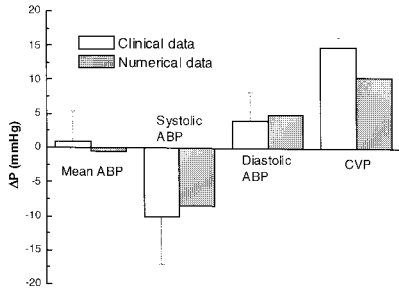 20
15
10
5
0
-5
-10
-15
-20
ΔP (mmHg)
Clinical data
Numerical data
Mean ABP
Systolic
ABP
Diastolic
ABP
CVP